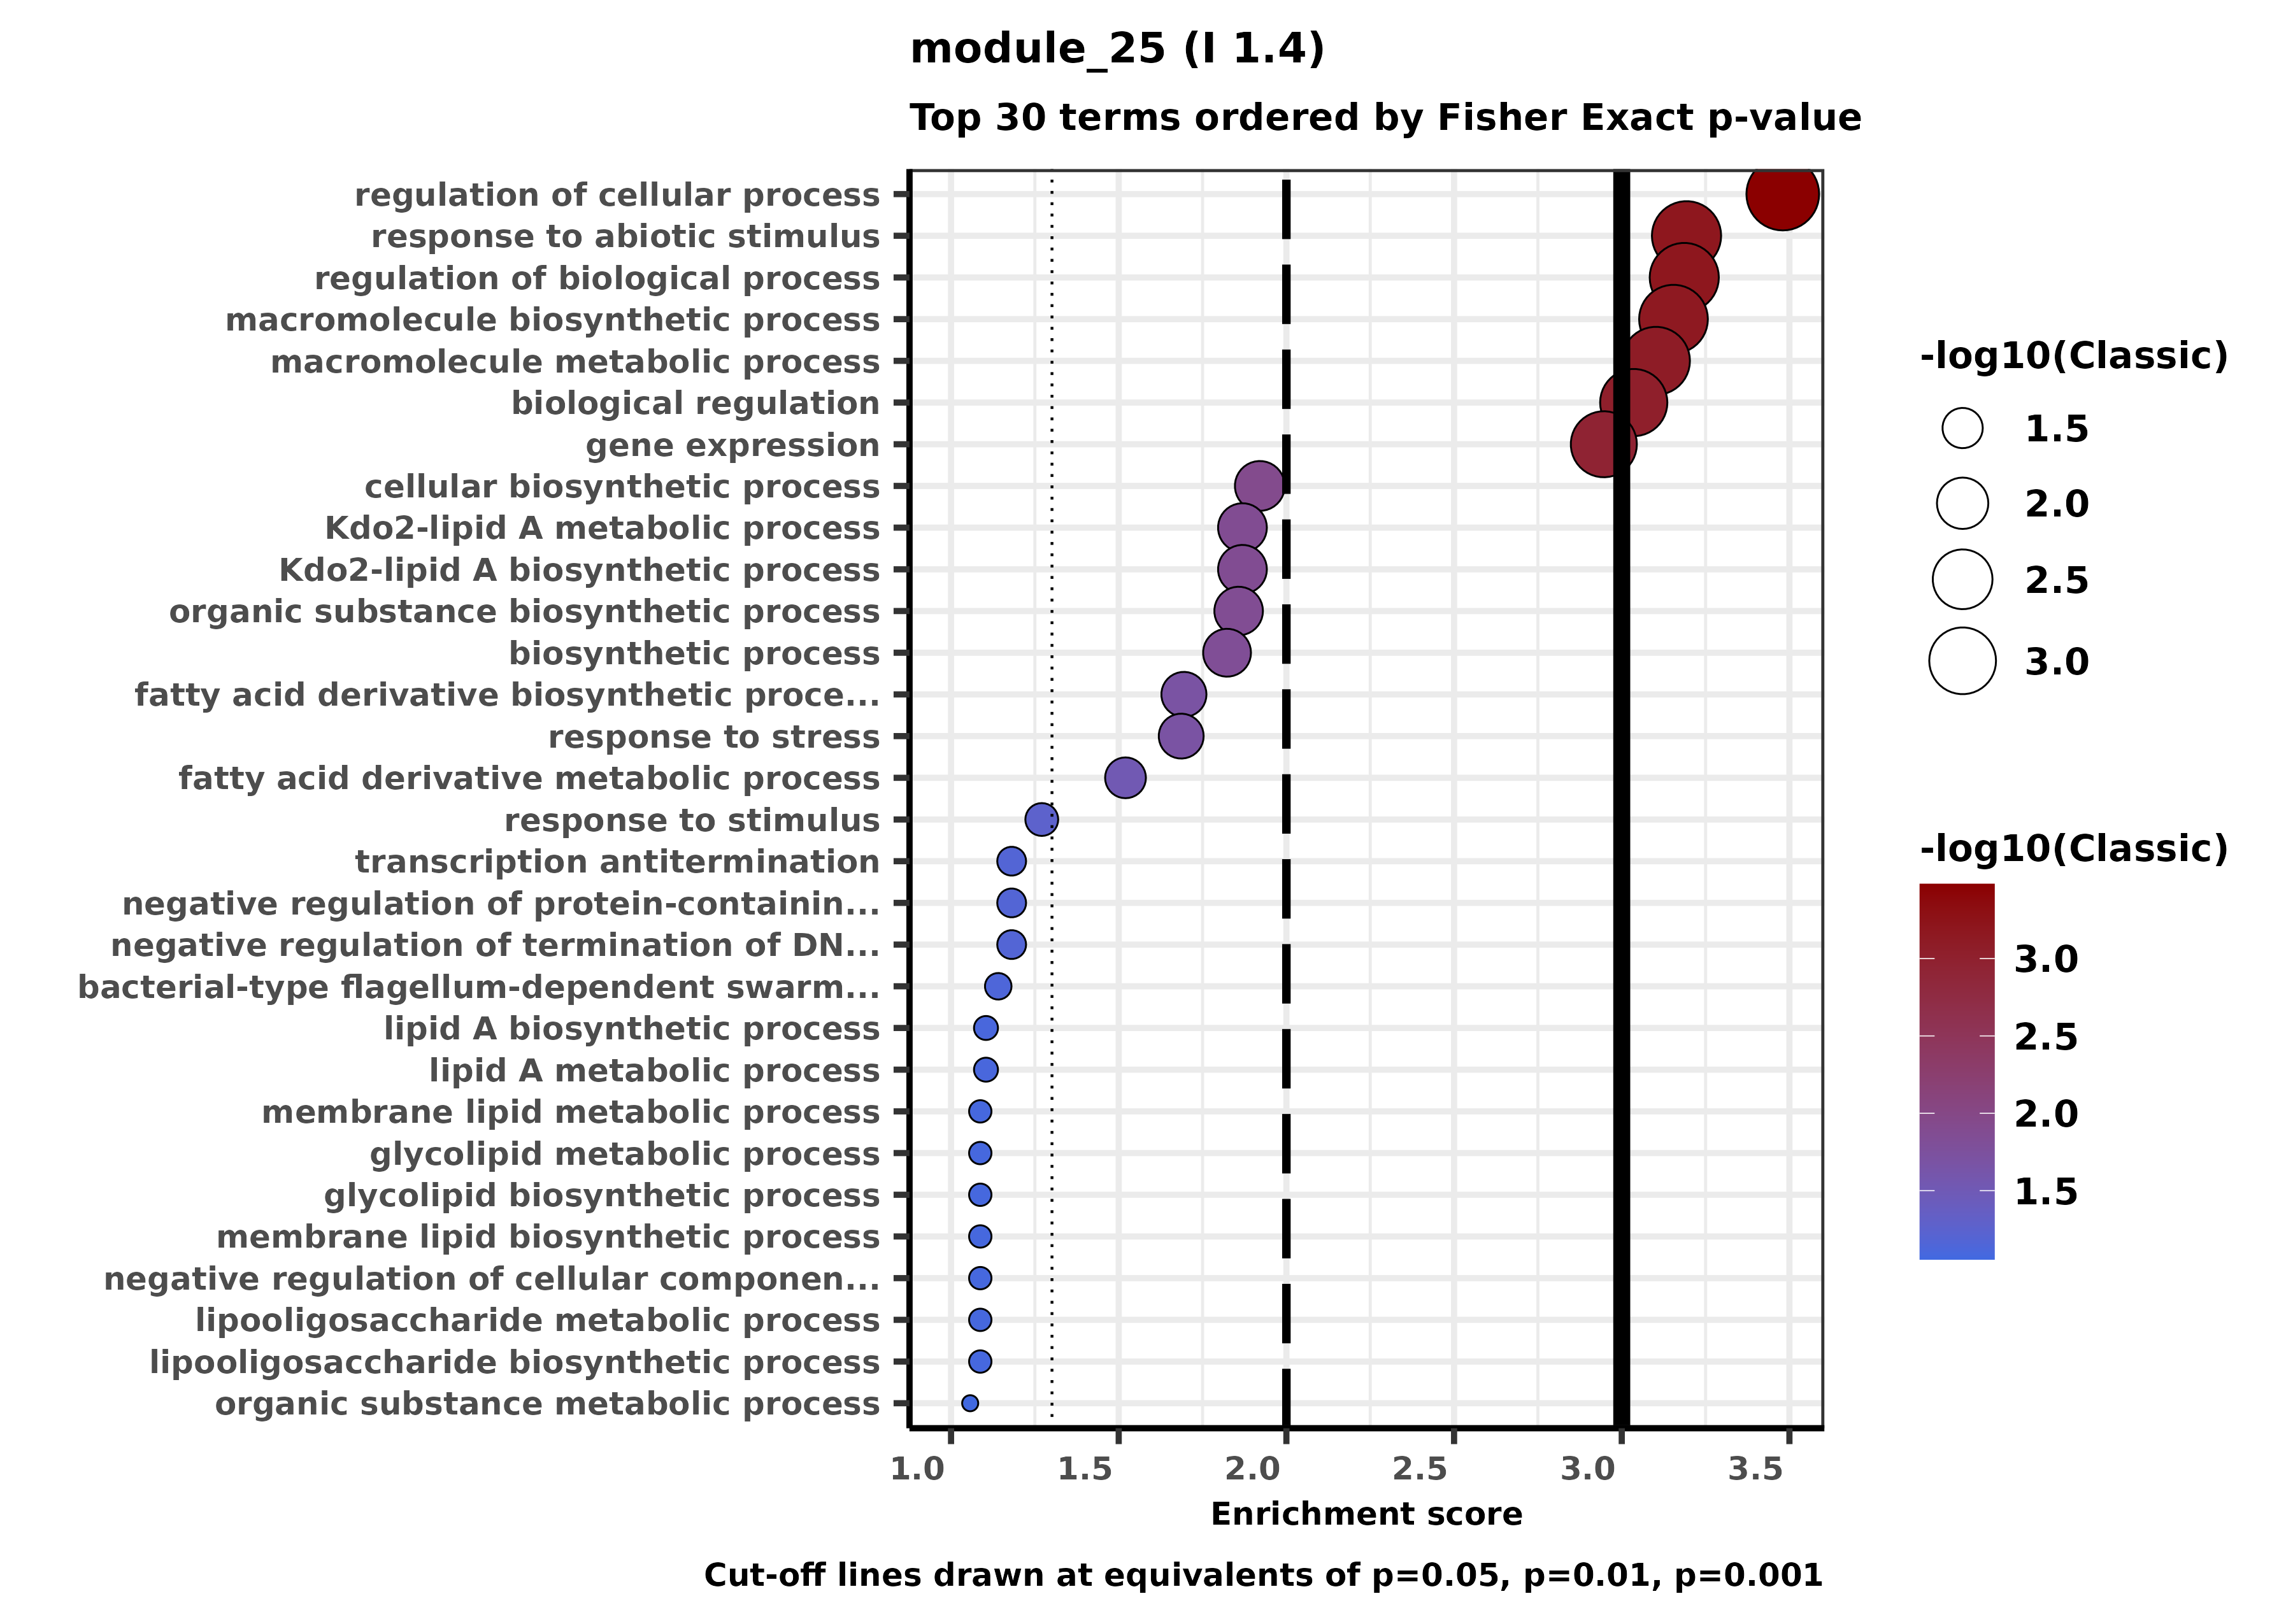 module_25 (I 1.4)
Top 30 terms ordered by Fisher Exact p-value
regulation of cellular process
response to abiotic stimulus
regulation of biological process
macromolecule biosynthetic process
macromolecule metabolic process
biological regulation
gene expression
cellular biosynthetic process
Kdo2-lipid A metabolic process
Kdo2-lipid A biosynthetic process
organic substance biosynthetic process
biosynthetic process
fatty acid derivative biosynthetic proce...
response to stress
fatty acid derivative metabolic process
response to stimulus
transcription antitermination
negative regulation of protein-containin...
negative regulation of termination of DN...
bacterial-type flagellum-dependent swarm...
lipid A biosynthetic process
lipid A metabolic process
membrane lipid metabolic process
glycolipid metabolic process
glycolipid biosynthetic process
membrane lipid biosynthetic process
negative regulation of cellular componen...
lipooligosaccharide metabolic process
lipooligosaccharide biosynthetic process
organic substance metabolic process
1.0 1.5 2.0 2.5 3.0 3.5
Enrichment score
Cut-off lines drawn at equivalents of p=0.05, p=0.01, p=0.001
-log10(Classic)
1.5
2.0
2.5
3.0
-log10(Classic)
3.0
2.5
2.0
1.5